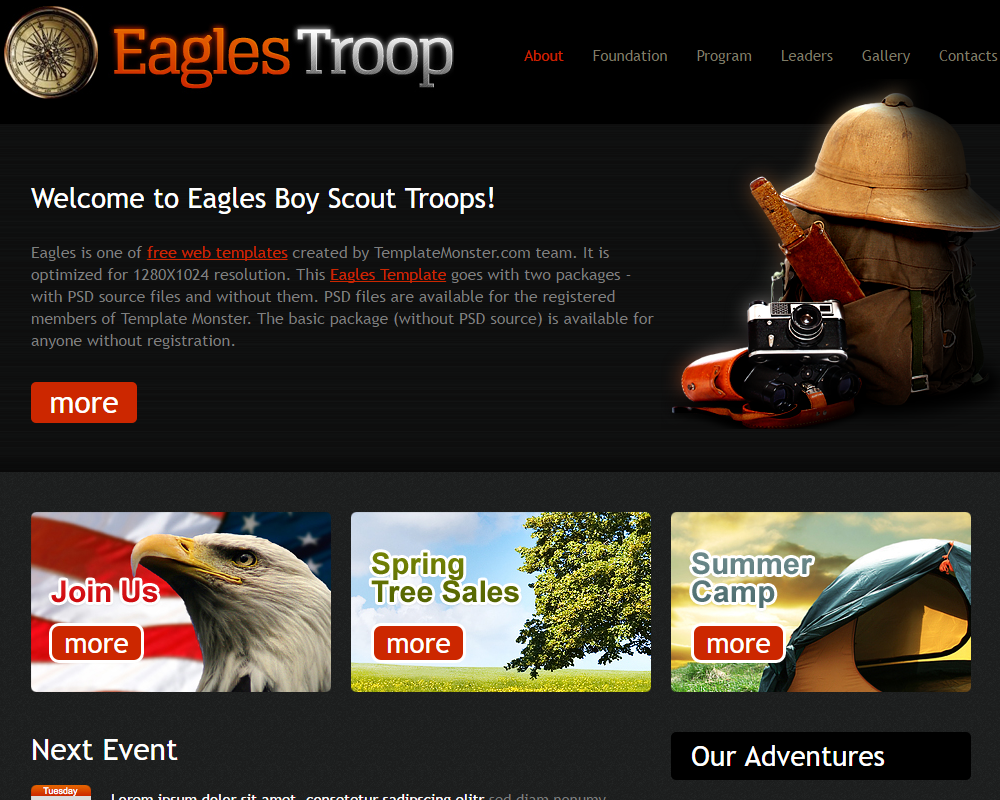 Eagles Troop
About Foundation Program Leaders Gallery Contacts
Welcome to Eagles Boy Scout Troops!
Eagles is one of free web templates created by TemplateMonster.com team. It is
optimized for 1280X1024 resolution. This Eagles Template goes with two packages -
with PSD source files and without them. PSD files are available for the registered
members of Template Monster. The basic package (without PSD source) is available for
anyone without registration.
more
Join Us
more
Spring
Tree Sales
more
Summer
Camp
more
Next Event
Our Adventures
Tuesday
Lorem ipsum dolor sit amet, consetetur sadipscing elitr sed diam nonumy